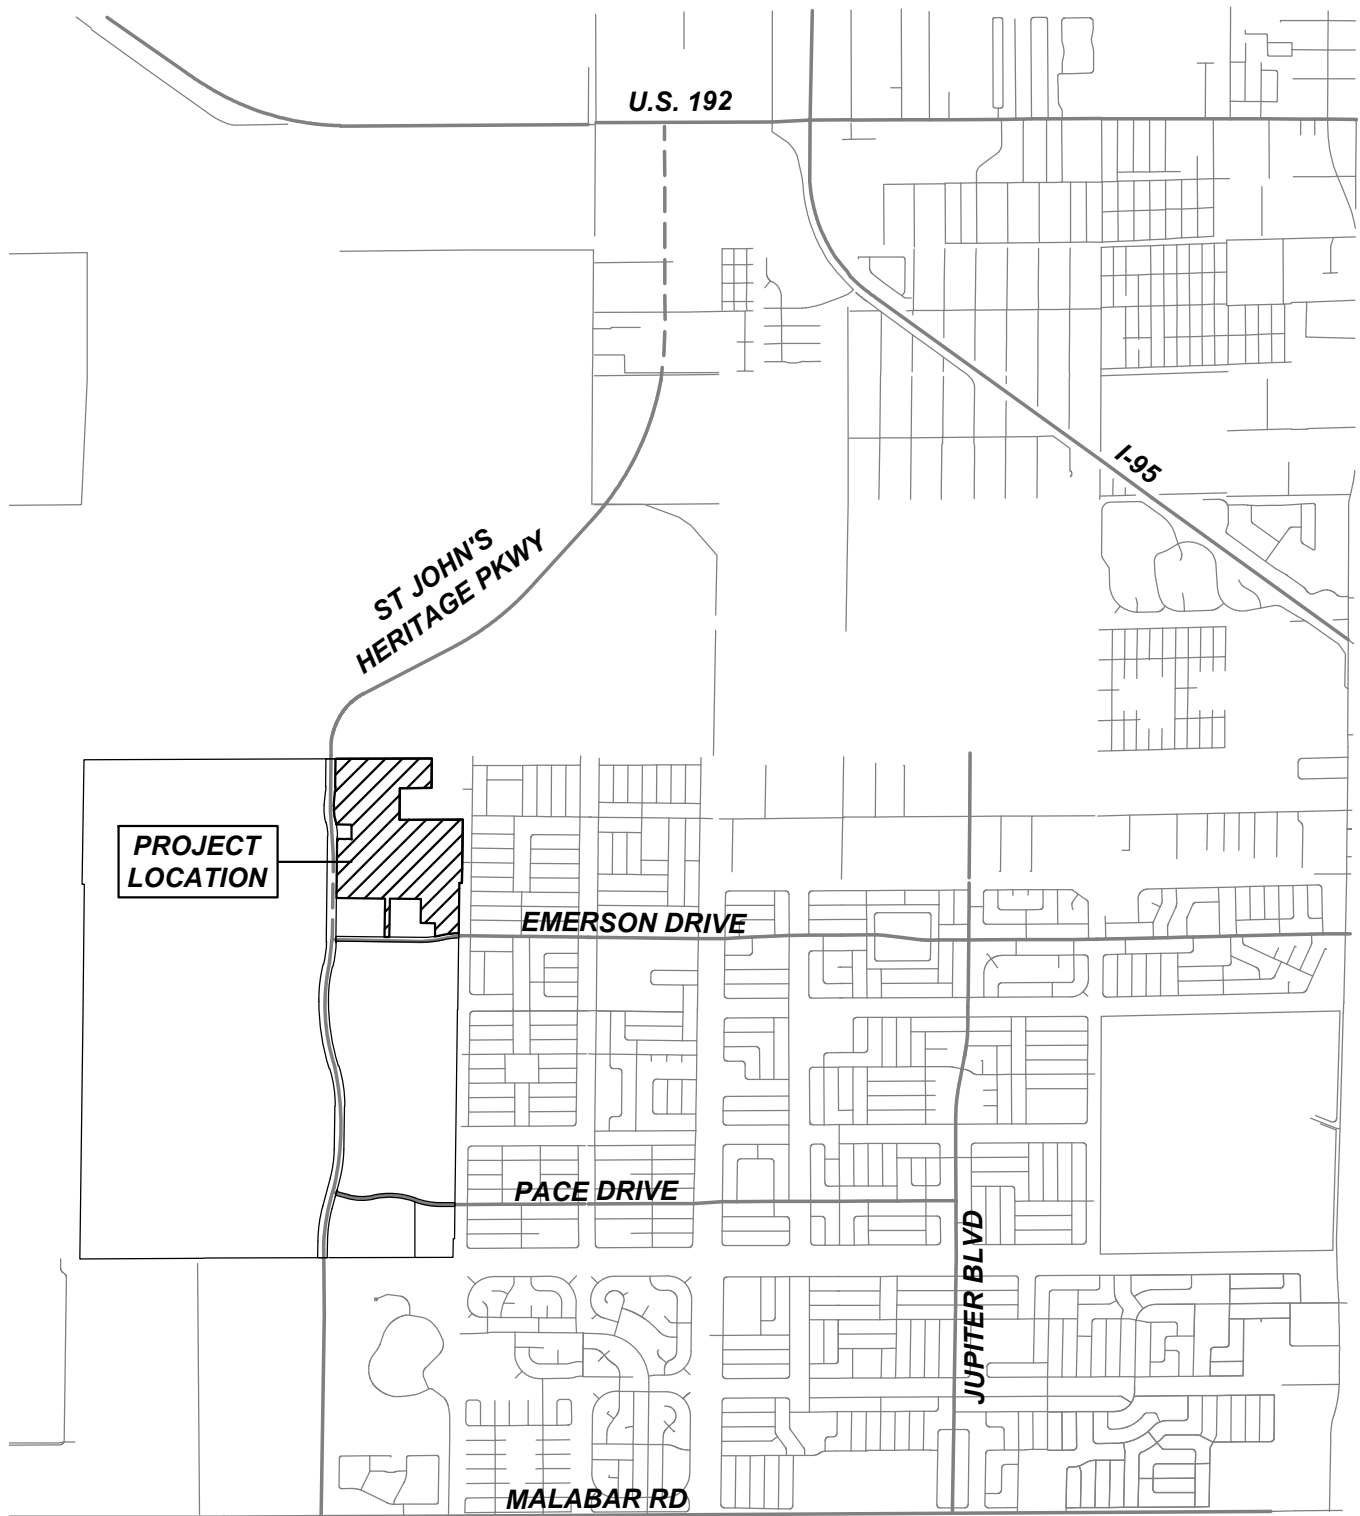 U.S. 192
I-95
ST JOHN'S
HERITAGE PKWY
PROJECT
LOCATION
EMERSON DRIVE
PACE DRIVE
JUPITER BLVD
MALABAR RD